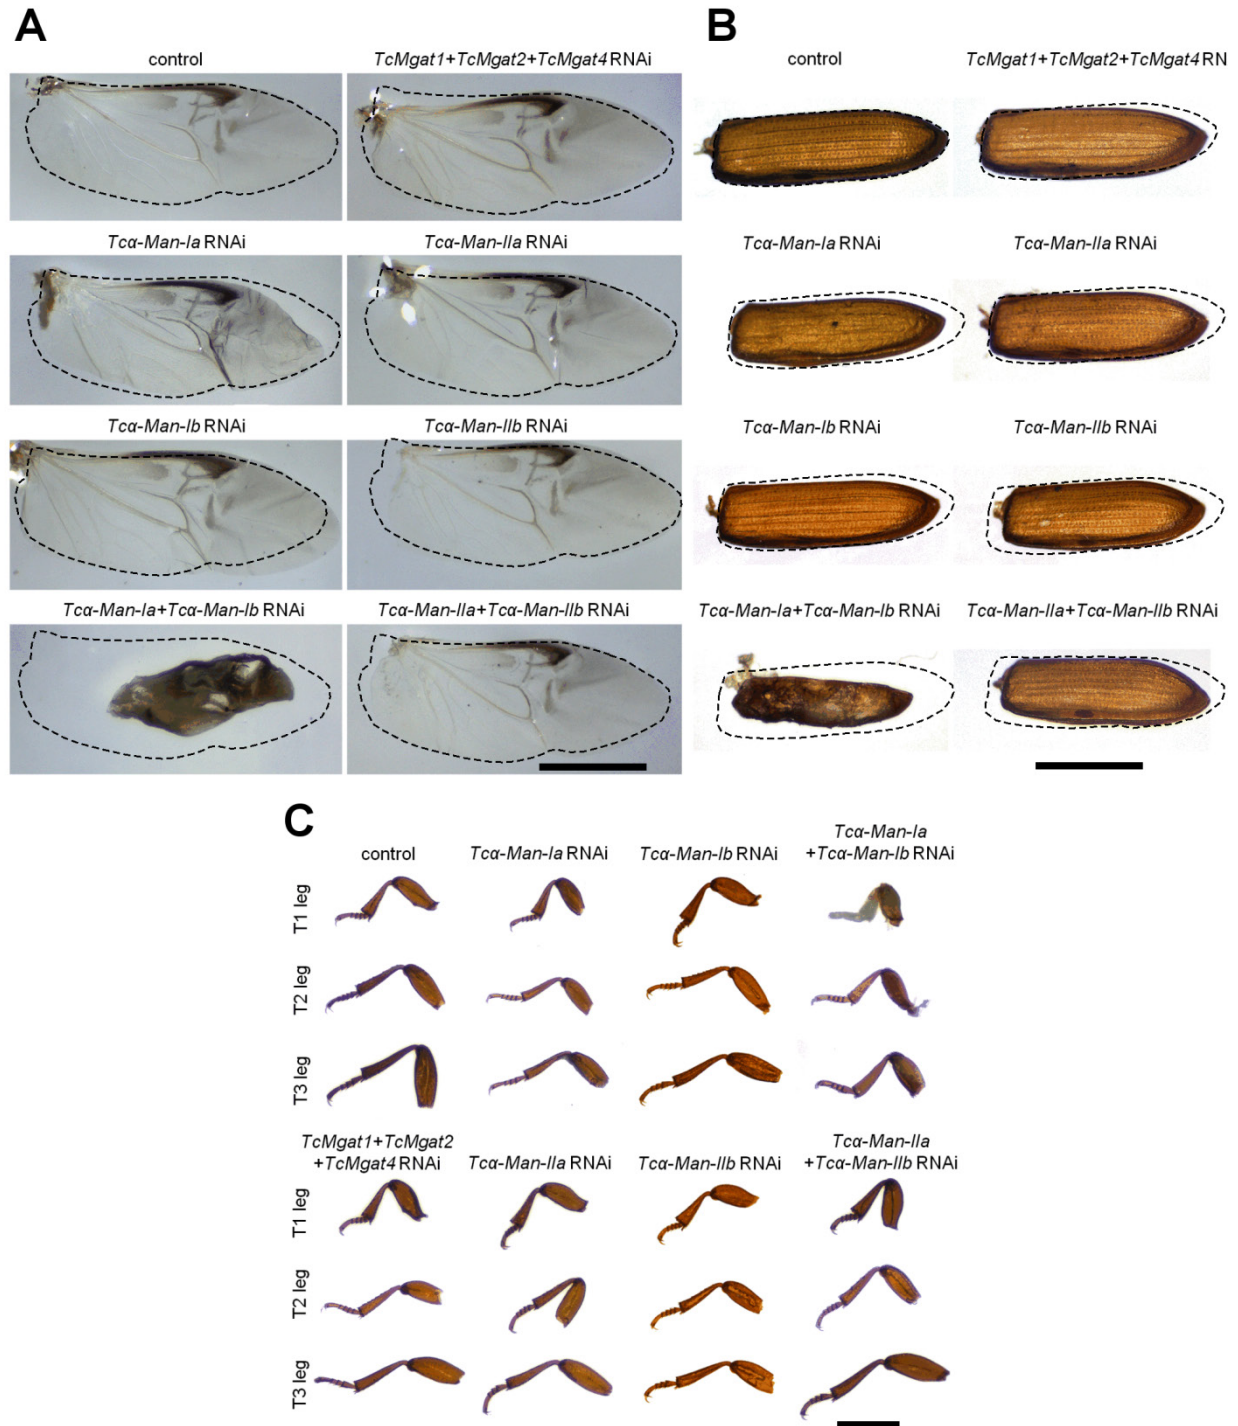 A
control
TcMgat1+TcMgat2+TcMgat4 RNAi
Tcα-Man-Ia RNAi
Tcα-Man-IIa RNAi
Tcα-Man-Ib RNAi
Tcα-Man-IIb RNAi
Tcα-Man-Ia+Tcα-Man-Ib RNAi
Tcα-Man-IIa+Tcα-Man-IIb RNAi
B
control
TcMgat1+TcMgat2+TcMgat4 RN
Tcα-Man-Ia RNAi
Tcα-Man-IIa RNAi
Tcα-Man-Ib RNAi
Tcα-Man-IIb RNAi
Tcα-Man-Ia+Tcα-Man-Ib RNAi
Tcα-Man-IIa+Tcα-Man-IIb RNAi
C
control
Tcα-Man-Ia RNAi
Tcα-Man-Ib RNAi
Tcα-Man-Ia
+Tcα-Man-Ib RNAi
T1 leg
T2 leg
T3 leg
TcMgat1+TcMgat2
+TcMgat4 RNAi
Tcα-Man-IIa RNAi
Tcα-Man-IIb RNAi
Tcα-Man-IIa
+Tcα-Man-IIb RNAi
T1 leg
T2 leg
T3 leg